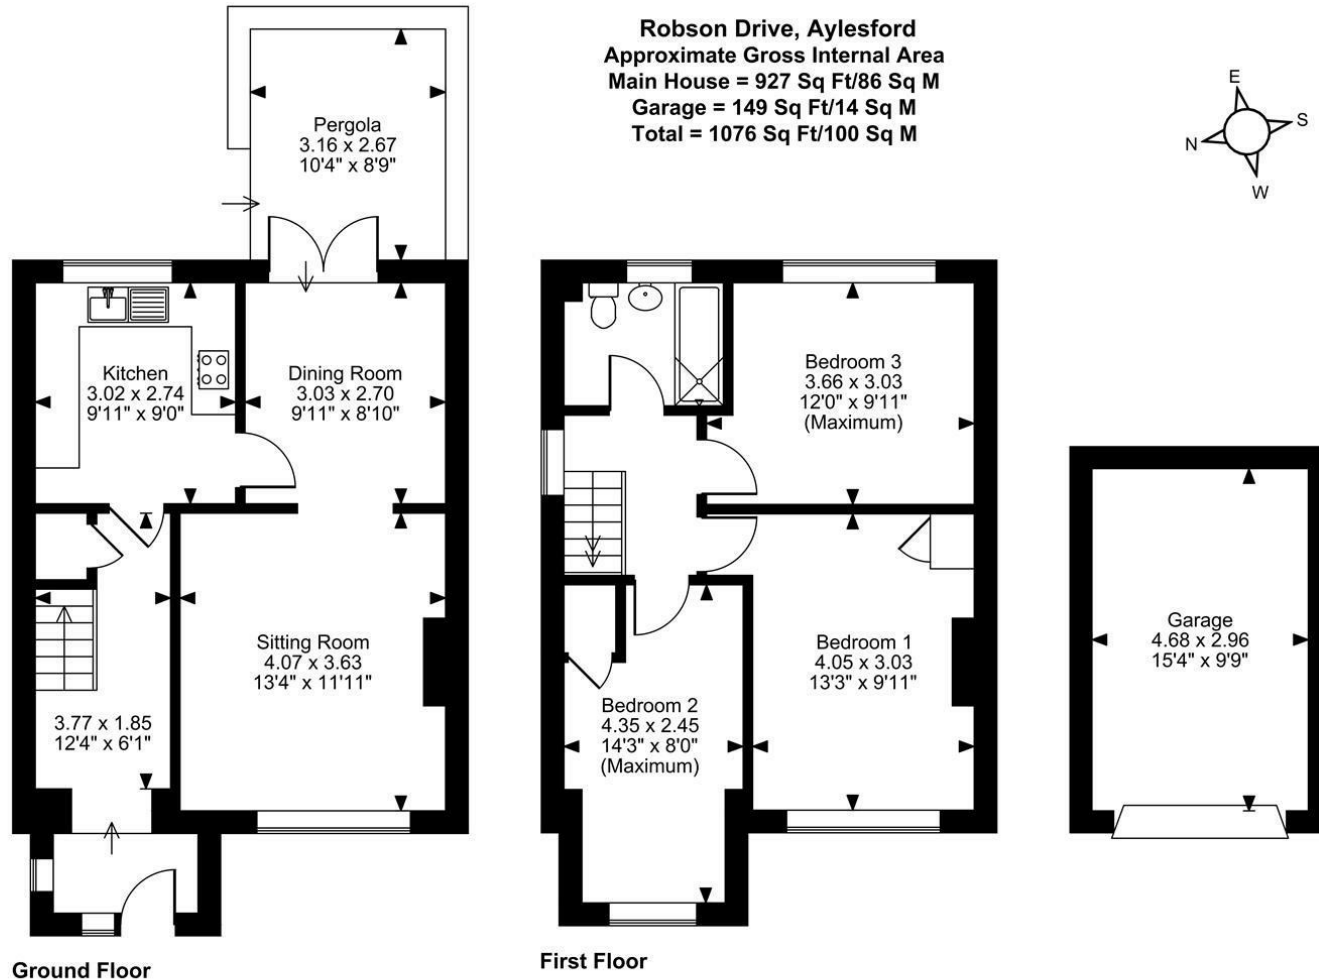 Robson Drive, Aylesford
Approximate Gross Internal Area
Main House = 927 Sq Ft/86 Sq M
Garage = 149 Sq Ft/14 Sq M
Total = 1076 Sq Ft/100 Sq M
E
S
N
W
Pergola
3.16 x 2.67
10'4" x 8'9"
Kitchen
3.02 x 2.74
9'11" x 9'0"
Dining Room
3.03 x 2.70
9'11" x 8'10"
Sitting Room
4.07 x 3.63
13'4" x 11'11"
3.77 x 1.85
12'4" x 6'1"
Ground Floor
Bedroom 3
3.66 x 3.03
12'0" x 9'11"
(Maximum)
Bedroom 1
4.05 x 3.03
13'3" x 9'11"
Bedroom 2
4.35 x 2.45
14'3" x 8'0"
(Maximum)
First Floor
Garage
4.68 x 2.96
15'4" x 9'9"